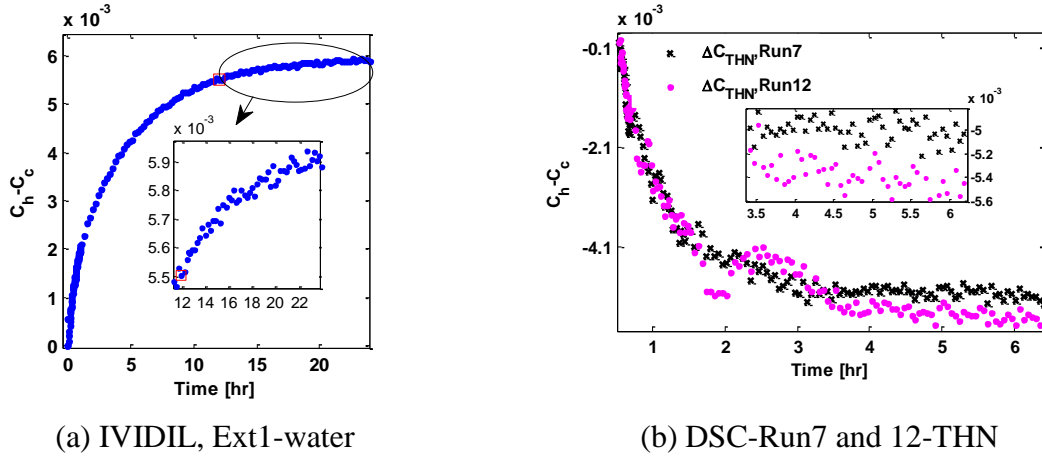 x 10⁻³
6
5
4
3
2
1
0
C_h-C_c
x 10⁻³
5.9
5.8
5.7
5.6
5.5
12 14 16 18 20 22
0 5 10 15 20
Time [hr]
(a) IVIDIL, Ext1-water
x 10⁻³
-0.1
-2.1
-4.1
C_h-C_c
ΔC_THN,Run7
ΔC_THN,Run12
x 10⁻³
-5
-5.2
-5.4
-5.6
3.5 4 4.5 5 5.5 6
1 2 3 4 5 6
Time [hr]
(b) DSC-Run7 and 12-THN